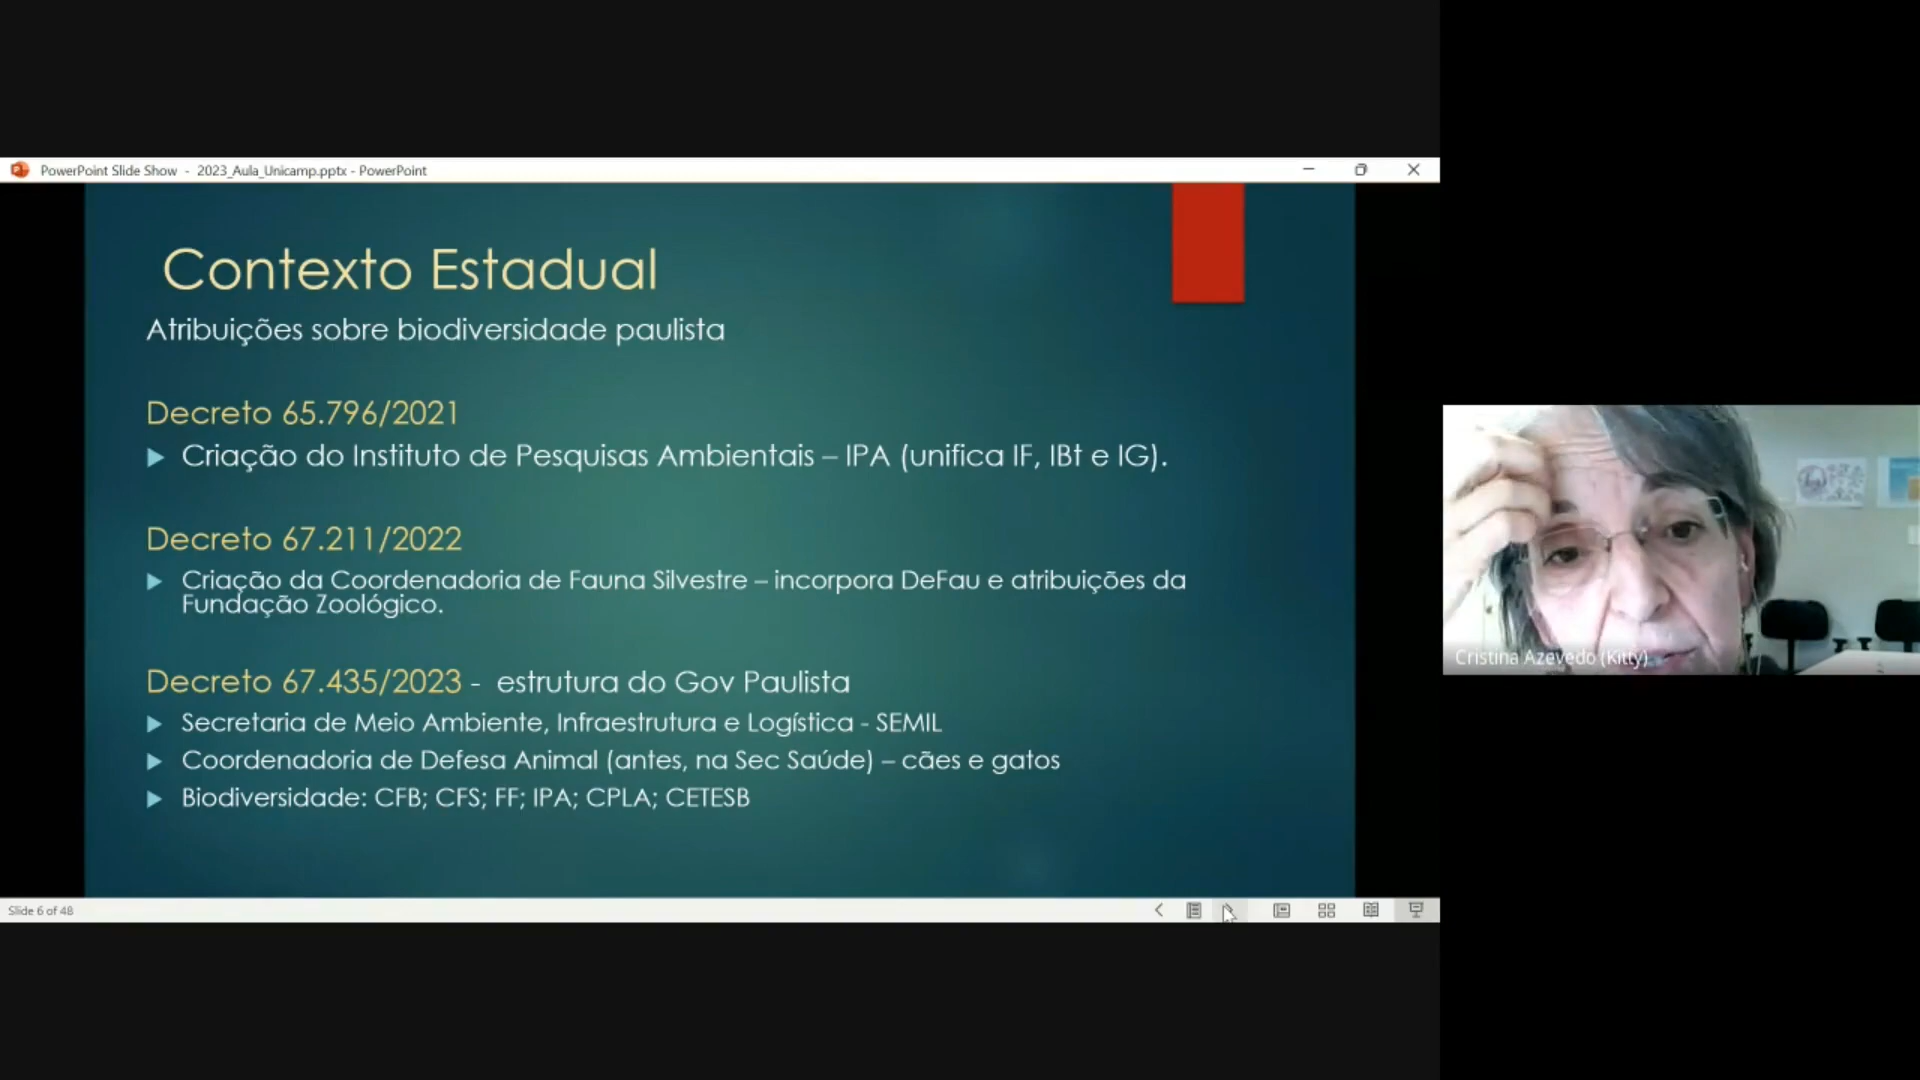 PowerPoint Slide Show - 2023_Aula_Unicamp.pptx - PowerPoint
Contexto Estadual
Atribuições sobre biodiversidade paulista
Decreto 65.796/2021
Criação do Instituto de Pesquisas Ambientais – IPA (unifica IF, IBt e IG).
Decreto 67.211/2022
Criação da Coordenadoria de Fauna Silvestre – incorpora DeFau e atribuições da
Fundação Zoológico.
Decreto 67.435/2023 - estrutura do Gov Paulista
Secretaria de Meio Ambiente, Infraestrutura e Logística - SEMIL
Coordenadoria de Defesa Animal (antes, na Sec Saúde) – cães e gatos
Biodiversidade: CFB; CFS; FF; IPA; CPLA; CETESB
Cristina Azevedo (Kitty)
Slide 6 of 48